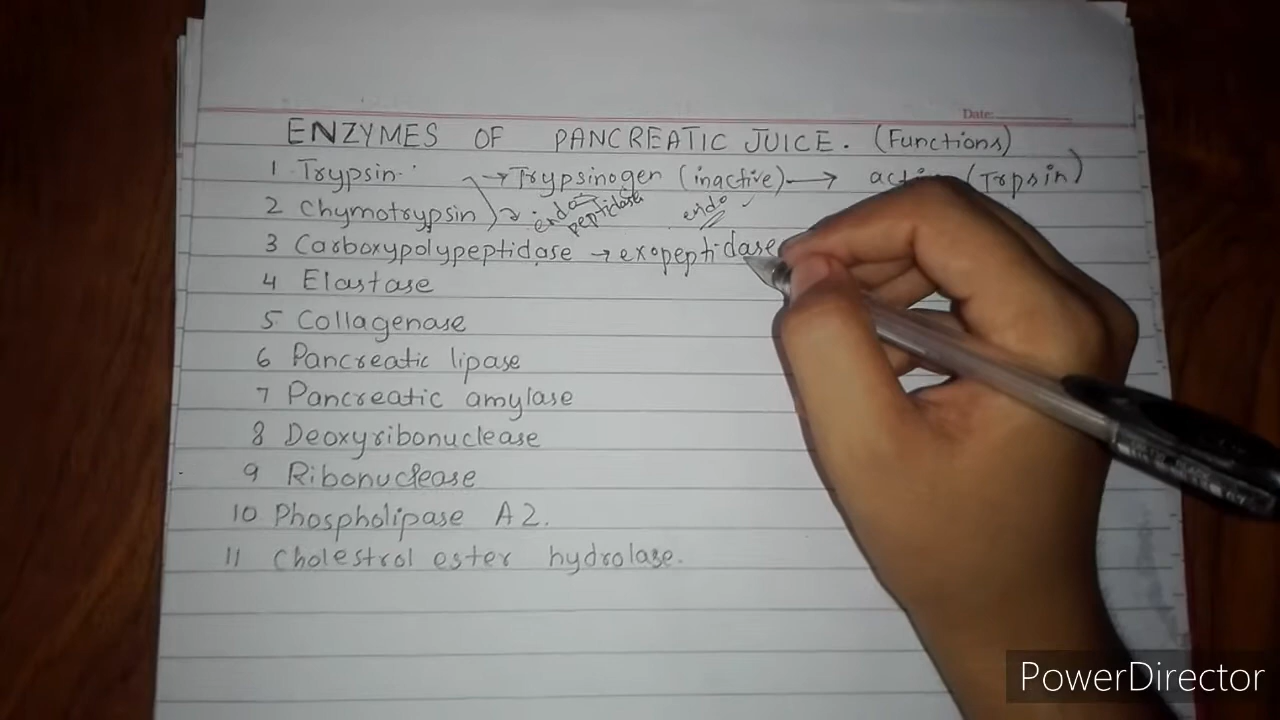 Date:
ENZYMES OF PANCREATIC JUICE. (Functions)
1 Trypsin. → Trypsinogen (inactive) → (Trpsin)
2 Chymotrypsin endopeptidase endo
3 Carboxypolypeptidase → exopeptidase
4 Elastase
5. Collagenase
6 Pancreatic lipase
7 Pancreatic amylase
8 Deoxyribonuclease
9 Ribonuclease
10 Phospholipase A2.
11 Cholestrol ester hydrolase.
PowerDirector